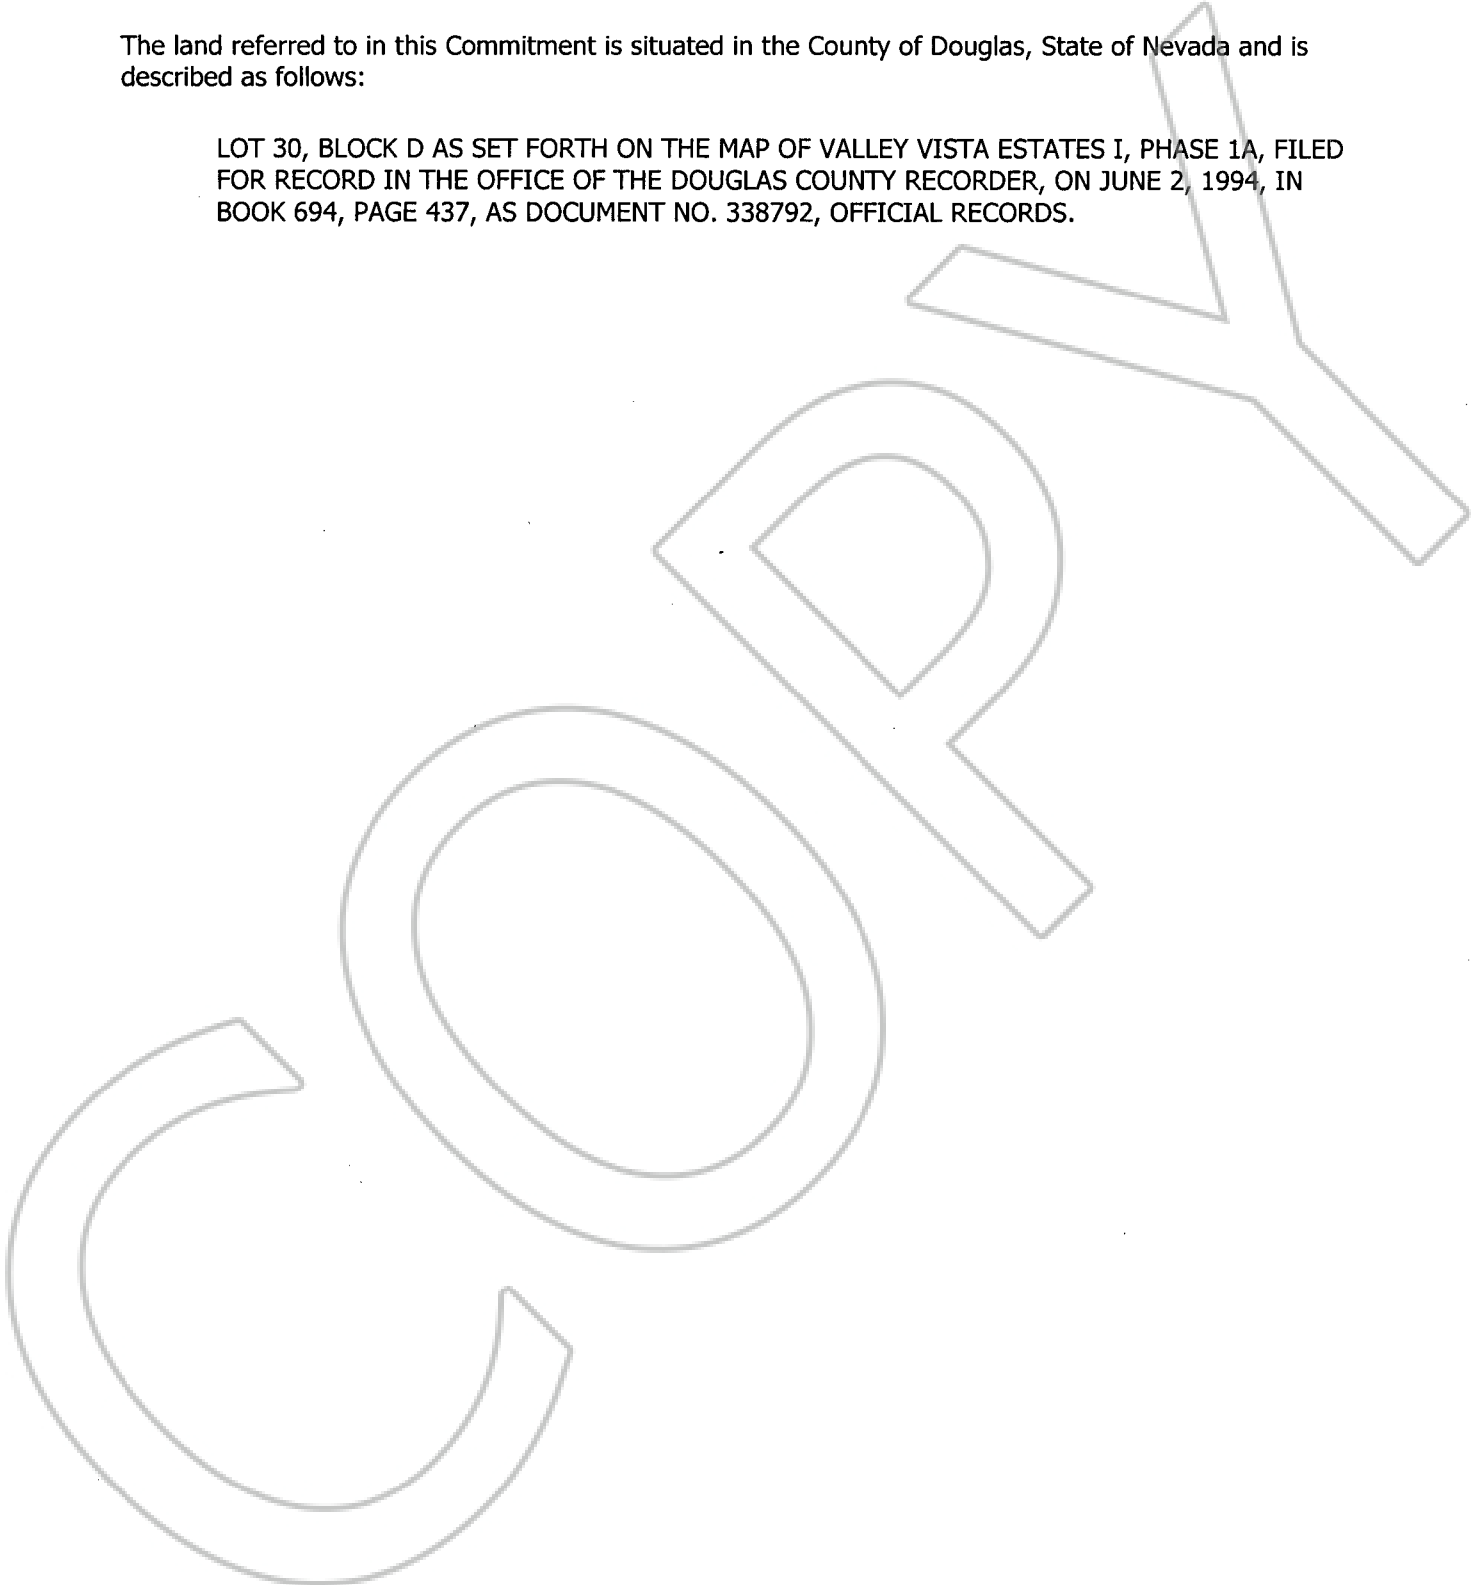 The land referred to in this Commitment is situated in the County of Douglas, State of Nevada and is
described as follows:
LOT 30, BLOCK D AS SET FORTH ON THE MAP OF VALLEY VISTA ESTATES I, PHASE 1A, FILED
FOR RECORD IN THE OFFICE OF THE DOUGLAS COUNTY RECORDER, ON JUNE 2, 1994, IN
BOOK 694, PAGE 437, AS DOCUMENT NO. 338792, OFFICIAL RECORDS.
COPY